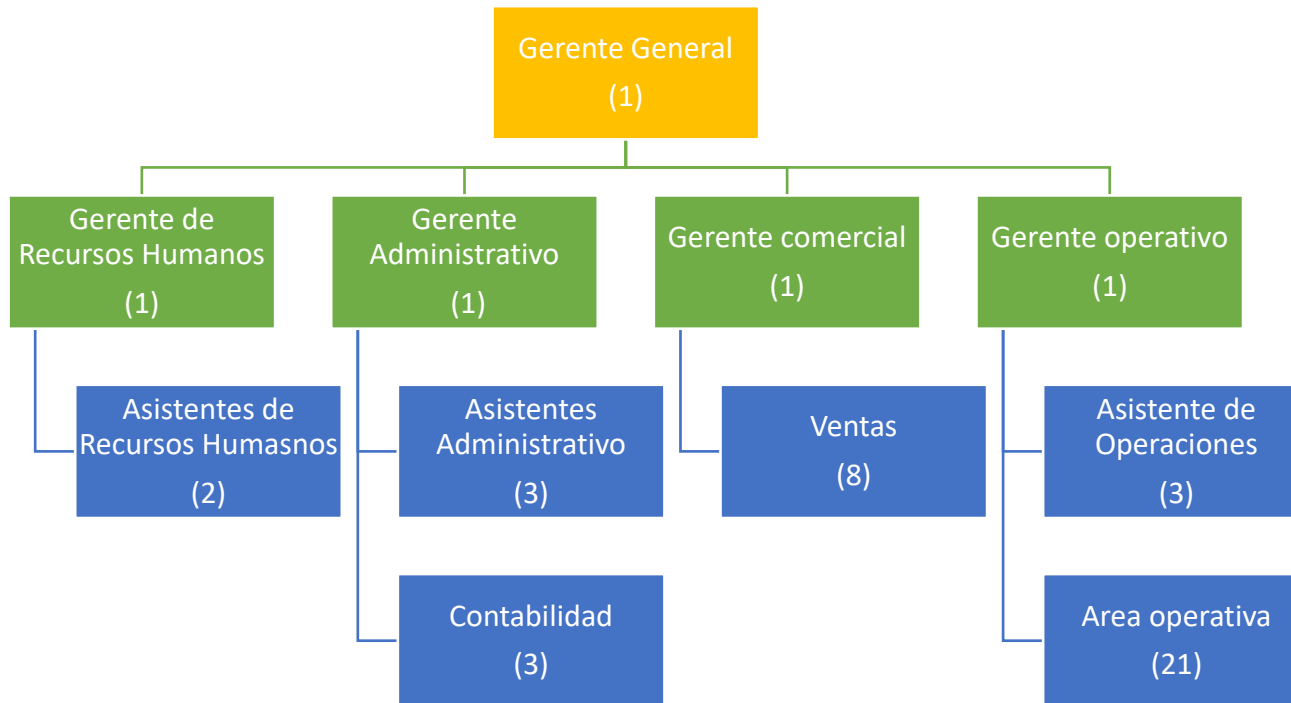 Gerente General
(1)
Gerente de
Recursos Humanos
(1)
Gerente
Administrativo
(1)
Gerente comercial
(1)
Gerente operativo
(1)
Asistentes de
Recursos Humasnos
(2)
Asistentes
Administrativo
(3)
Ventas
(8)
Asistente de
Operaciones
(3)
Contabilidad
(3)
Area operativa
(21)